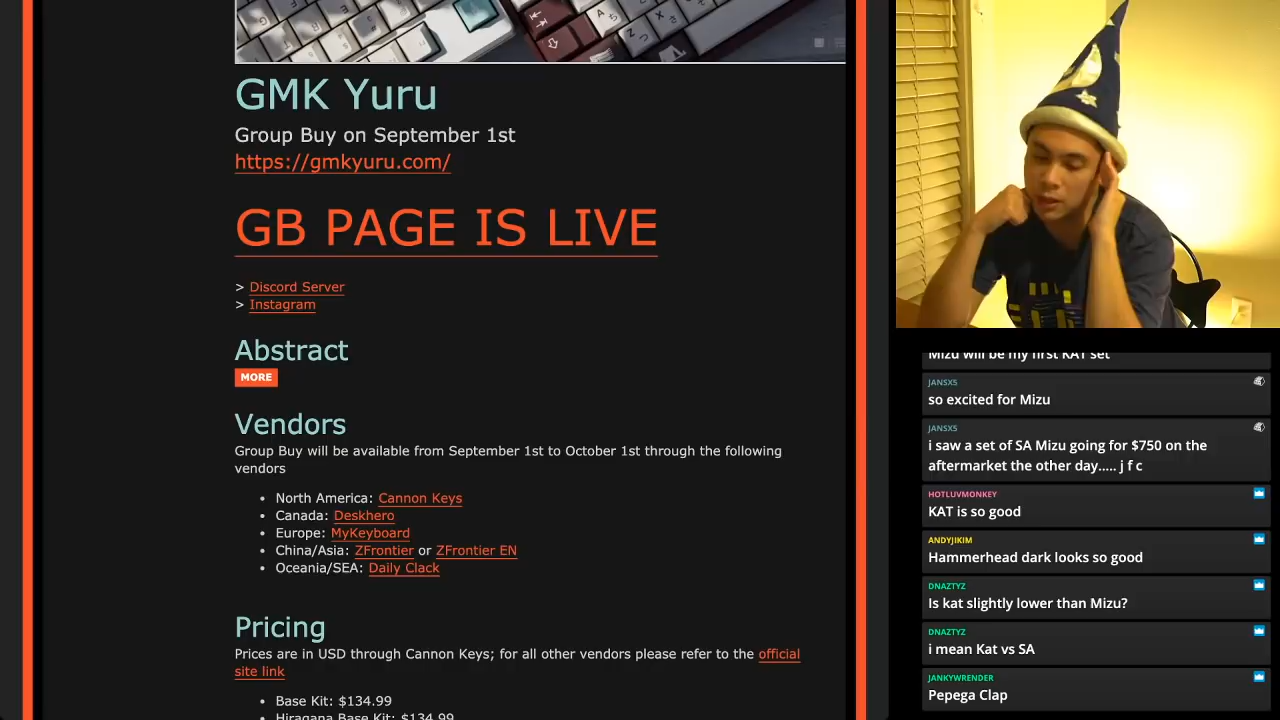 GMK Yuru
Group Buy on September 1st
https://gmkyuru.com/
GB PAGE IS LIVE
> Discord Server
> Instagram
Abstract
MORE
Vendors
Group Buy will be available from September 1st to October 1st through the following
vendors
• North America: Cannon Keys
• Canada: Deskhero
• Europe: MyKeyboard
• China/Asia: ZFrontier or ZFrontier EN
• Oceania/SEA: Daily Clack
Pricing
Prices are in USD through Cannon Keys; for all other vendors please refer to the official
site link
• Base Kit: $134.99
Hiragana Base Kit: $134.99
Mizu will be my first KAT set
JANSX5
so excited for Mizu
JANSX5
i saw a set of SA Mizu going for $750 on the
aftermarket the other day..... j f c
HOTLUVMONKEY
KAT is so good
ANDYJIKIM
Hammerhead dark looks so good
DNAZTYZ
Is kat slightly lower than Mizu?
DNAZTYZ
i mean Kat vs SA
JANKYWRENDER
Pepega Clap